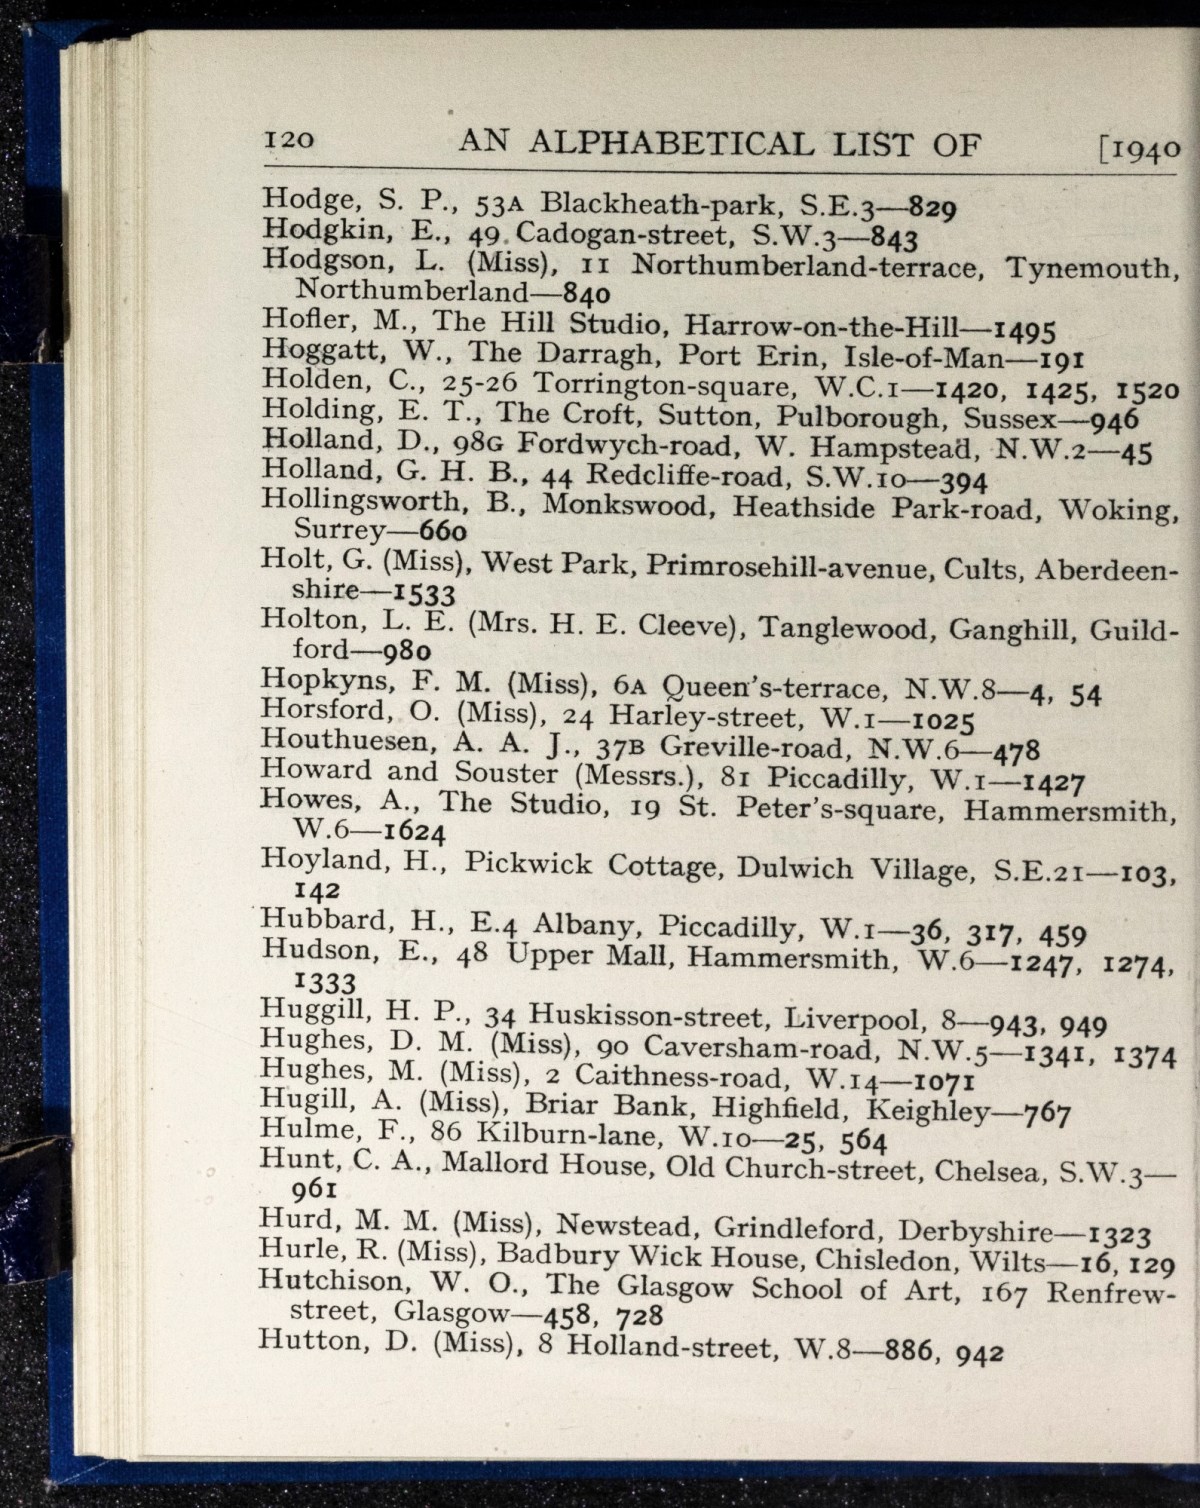 120 AN ALPHABETICAL LIST OF [1940
Hodge, S. P., 53A Blackheath-park, S.E.3—829
Hodgkin, E., 49 Cadogan-street, S.W.3—843
Hodgson, L. (Miss), 11 Northumberland-terrace, Tynemouth,
Northumberland—840
Hofler, M., The Hill Studio, Harrow-on-the-Hill—1495
Hoggatt, W., The Darragh, Port Erin, Isle-of-Man—191
Holden, C., 25-26 Torrington-square, W.C.1—1420, 1425, 1520
Holding, E. T., The Croft, Sutton, Pulborough, Sussex—946
Holland, D., 98G Fordwych-road, W. Hampstead, N.W.2—45
Holland, G. H. B., 44 Redcliffe-road, S.W.10—394
Hollingsworth, B., Monkswood, Heathside Park-road, Woking,
Surrey—660
Holt, G. (Miss), West Park, Primrosehill-avenue, Cults, Aberdeen-
shire—1533
Holton, L. E. (Mrs. H. E. Cleeve), Tanglewood, Ganghill, Guild-
ford—980
Hopkyns, F. M. (Miss), 6A Queen's-terrace, N.W.8—4, 54
Horsford, O. (Miss), 24 Harley-street, W.1—1025
Houthuesen, A. A. J., 37B Greville-road, N.W.6—478
Howard and Souster (Messrs.), 81 Piccadilly, W.1—1427
Howes, A., The Studio, 19 St. Peter's-square, Hammersmith,
W.6—1624
Hoyland, H., Pickwick Cottage, Dulwich Village, S.E.21—103,
142
Hubbard, H., E.4 Albany, Piccadilly, W.1—36, 317, 459
Hudson, E., 48 Upper Mall, Hammersmith, W.6—1247, 1274,
1333
Huggill, H. P., 34 Huskisson-street, Liverpool, 8—943, 949
Hughes, D. M. (Miss), 90 Caversham-road, N.W.5—1341, 1374
Hughes, M. (Miss), 2 Caithness-road, W.14—1071
Hugill, A. (Miss), Briar Bank, Highfield, Keighley—767
Hulme, F., 86 Kilburn-lane, W.10—25, 564
Hunt, C. A., Mallord House, Old Church-street, Chelsea, S.W.3—
961
Hurd, M. M. (Miss), Newstead, Grindleford, Derbyshire—1323
Hurle, R. (Miss), Badbury Wick House, Chisledon, Wilts—16, 129
Hutchison, W. O., The Glasgow School of Art, 167 Renfrew-
street, Glasgow—458, 728
Hutton, D. (Miss), 8 Holland-street, W.8—886, 942